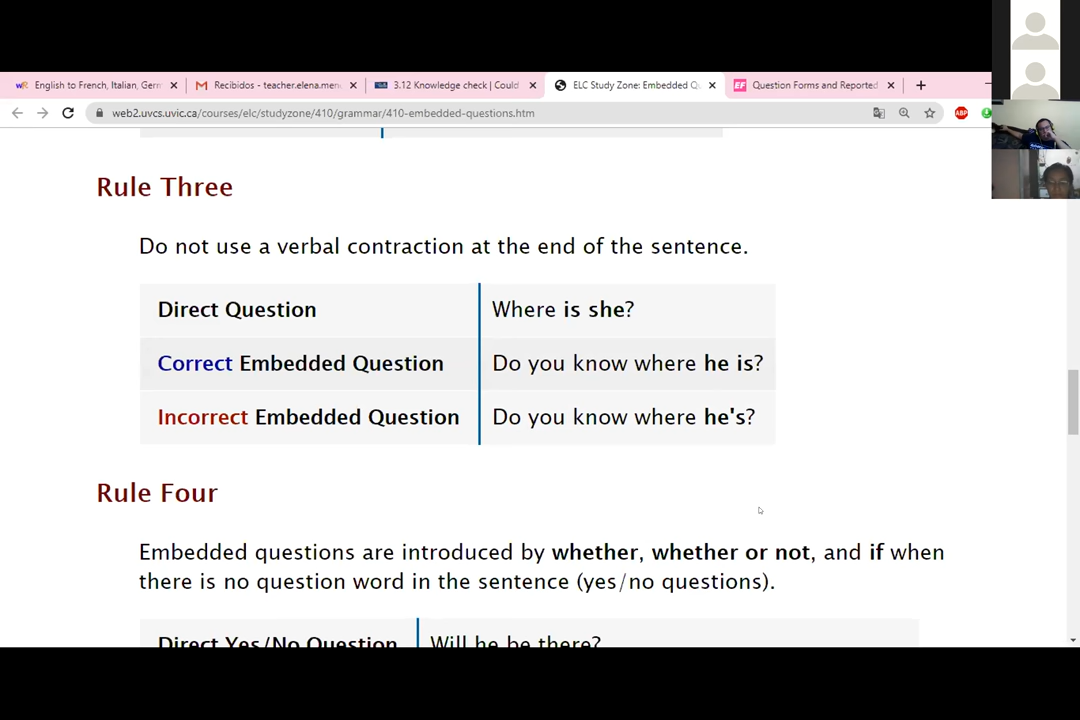 English to French, Italian, Germ
Recibidos - teacher.elena.men
3.12 Knowledge check | Could
ELC Study Zone: Embedded Q
EF Question Forms and Reported
web2.uvcs.uvic.ca/courses/elc/studyzone/410/grammar/410-embedded-questions.htm
ABP
Rule Three
Do not use a verbal contraction at the end of the sentence.
Direct Question Where is she?
Correct Embedded Question Do you know where he is?
Incorrect Embedded Question Do you know where he's?
Rule Four
Embedded questions are introduced by whether, whether or not, and if when
there is no question word in the sentence (yes/no questions).
Direct Yes/No Question Will he be there?